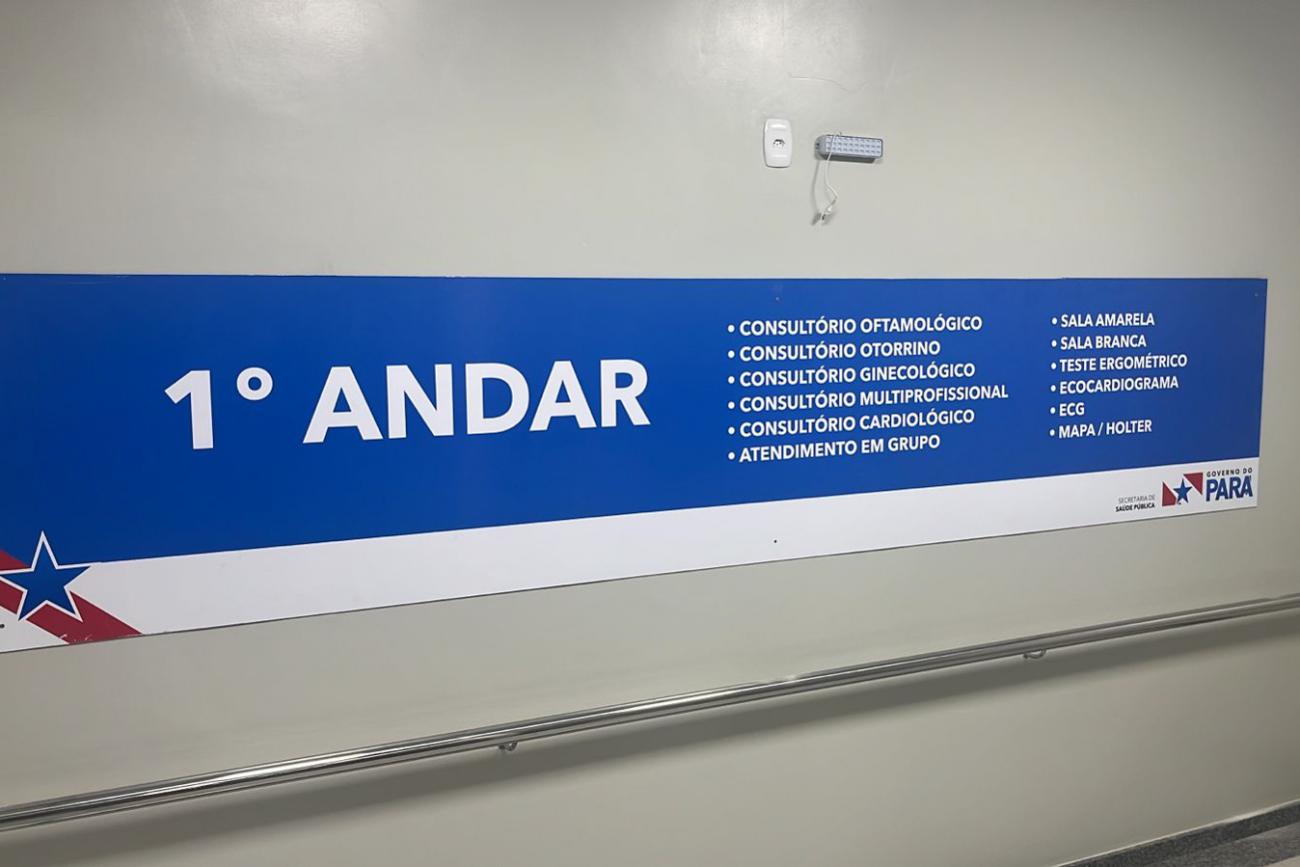 1º ANDAR
• CONSULTÓRIO OFTAMOLÓGICO
• CONSULTÓRIO OTORRINO
• CONSULTÓRIO GINECOLÓGICO
• CONSULTÓRIO MULTIPROFISSIONAL
• CONSULTÓRIO CARDIOLÓGICO
• ATENDIMENTO EM GRUPO
• SALA AMARELA
• SALA BRANCA
• TESTE ERGOMÉTRICO
• ECOCARDIOGRAMA
• ECG
• MAPA / HOLTER
SECRETARIA DE
SAÚDE PÚBLICA
GOVERNO DO
PARÁ